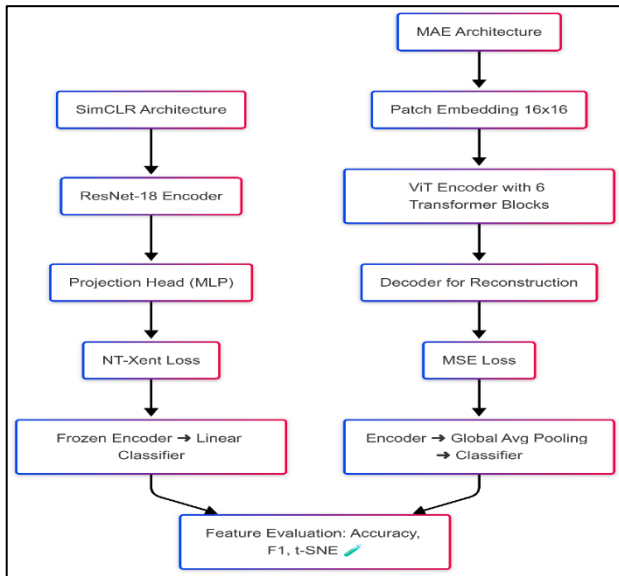 SimCLR Architecture
ResNet-18 Encoder
Projection Head (MLP)
NT-Xent Loss
Frozen Encoder ➔ Linear
Classifier
MAE Architecture
Patch Embedding 16x16
ViT Encoder with 6
Transformer Blocks
Decoder for Reconstruction
MSE Loss
Encoder ➔ Global Avg Pooling
➔ Classifier
Feature Evaluation: Accuracy,
F1, t-SNE 🧪